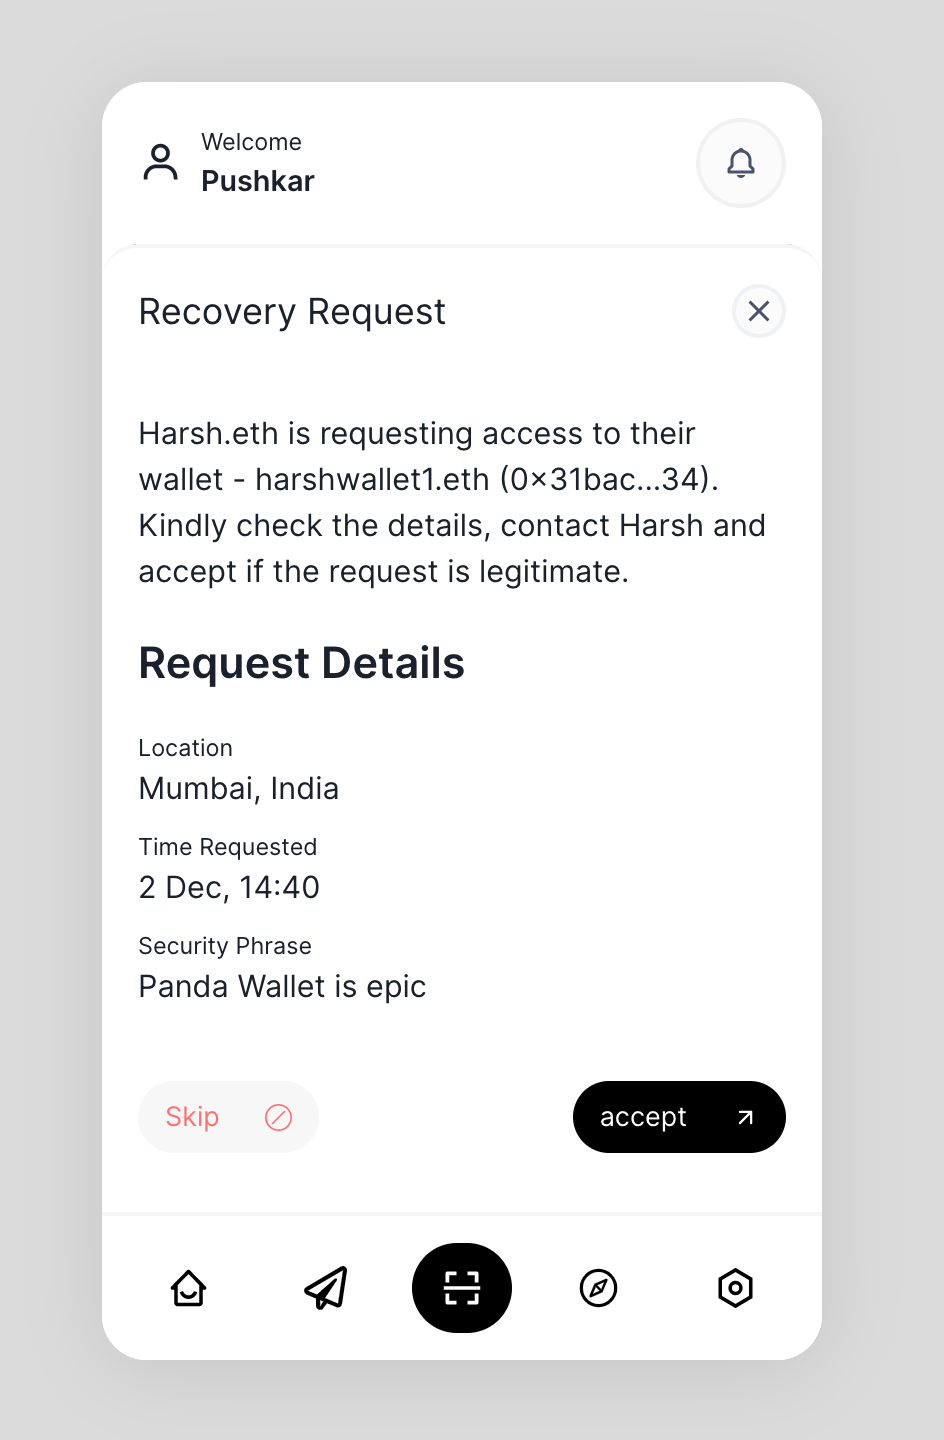 Welcome
Pushkar
Recovery Request
Harsh.eth is requesting access to their
wallet - harshwallet1.eth (0×31bac...34).
Kindly check the details, contact Harsh and
accept if the request is legitimate.
Request Details
Location
Mumbai, India
Time Requested
2 Dec, 14:40
Security Phrase
Panda Wallet is epic
Skip
accept